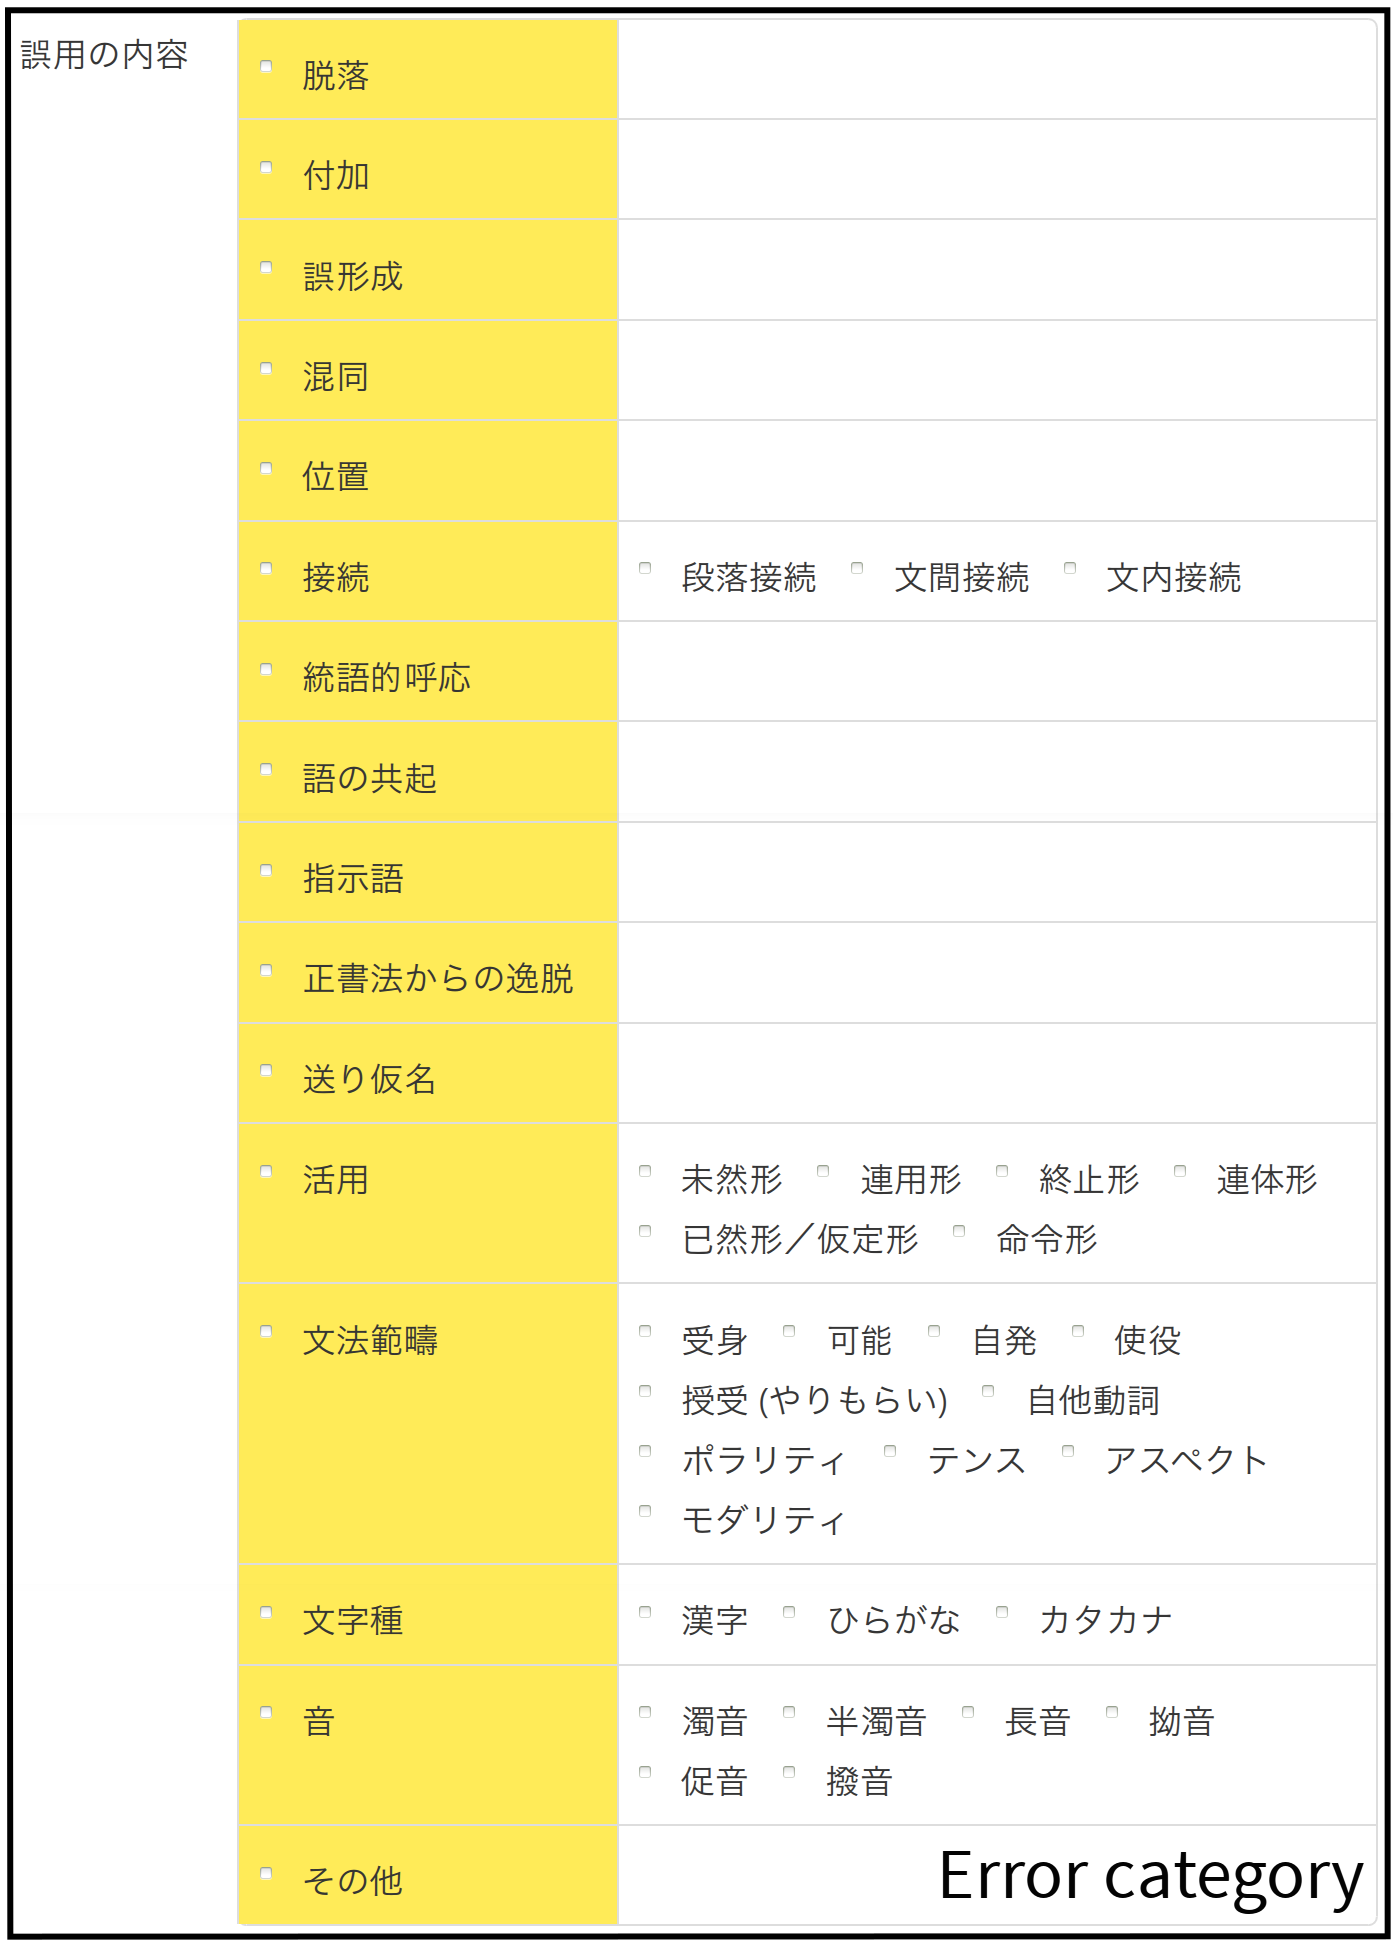 誤用の内容
脱落
付加
誤形成
混同
位置
接続 段落接続 文間接続 文内接続
統語的呼応
語の共起
指示語
正書法からの逸脱
送り仮名
活用 未然形 連用形 終止形 連体形
已然形／仮定形 命令形
文法範疇 受身 可能 自発 使役
授受 (やりもらい) 自他動詞
ポラリティ テンス アスペクト
モダリティ
文字種 漢字 ひらがな カタカナ
音 濁音 半濁音 長音 拗音
促音 撥音
その他
Error category